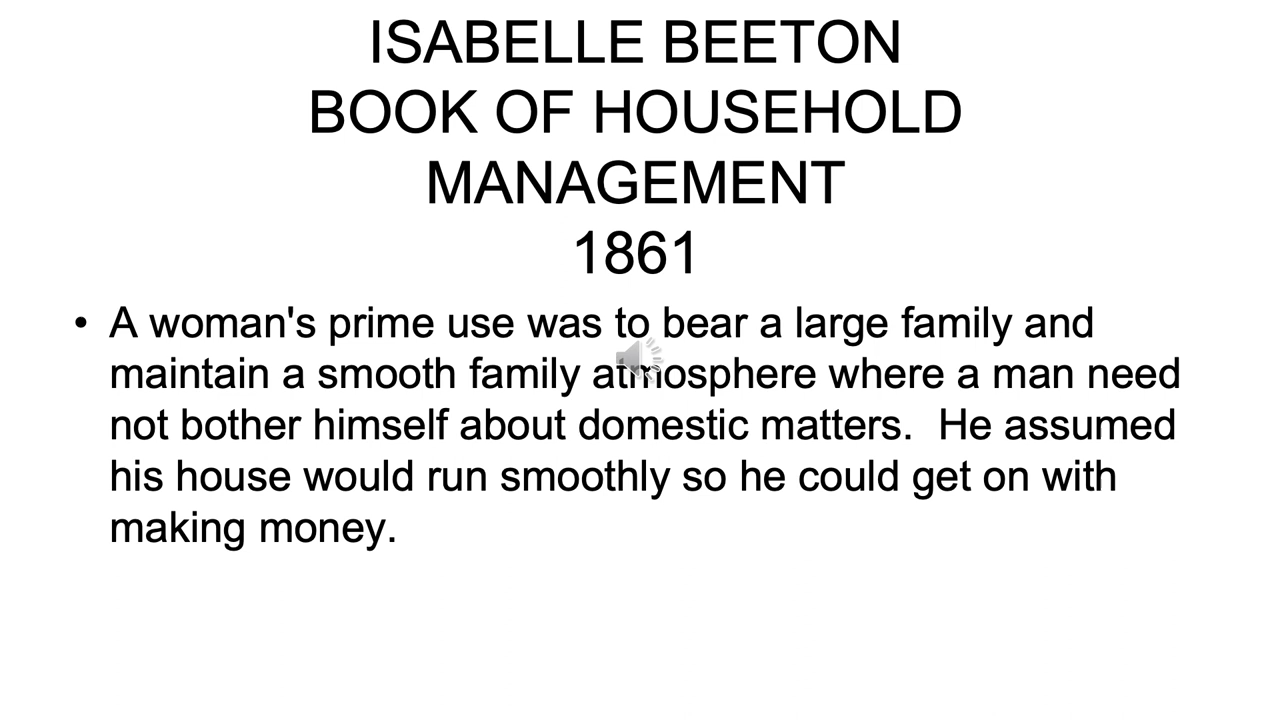 ISABELLE BEETON
BOOK OF HOUSEHOLD
MANAGEMENT
1861
• A woman's prime use was to bear a large family and
maintain a smooth family atmosphere where a man need
not bother himself about domestic matters.  He assumed
his house would run smoothly so he could get on with
making money.